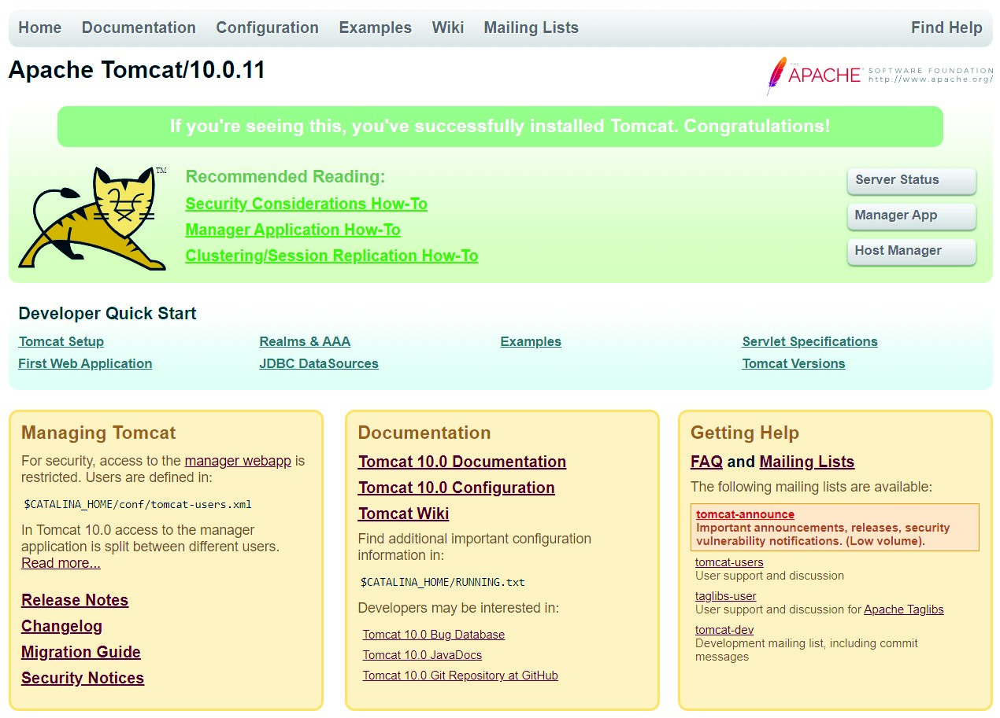 Home Documentation Configuration Examples Wiki Mailing Lists Find Help
Apache Tomcat/10.0.11
THE
APACHE® SOFTWARE FOUNDATION
http://www.apache.org/
If you're seeing this, you've successfully installed Tomcat. Congratulations!
TM
Recommended Reading:
Security Considerations How-To
Manager Application How-To
Clustering/Session Replication How-To
Server Status
Manager App
Host Manager
Developer Quick Start
Tomcat Setup
First Web Application
Realms & AAA
JDBC DataSources
Examples
Servlet Specifications
Tomcat Versions
Managing Tomcat
For security, access to the manager webapp is
restricted. Users are defined in:
$CATALINA_HOME/conf/tomcat-users.xml
In Tomcat 10.0 access to the manager
application is split between different users.
Read more...
Release Notes
Changelog
Migration Guide
Security Notices
Documentation
Tomcat 10.0 Documentation
Tomcat 10.0 Configuration
Tomcat Wiki
Find additional important configuration
information in:
$CATALINA_HOME/RUNNING.txt
Developers may be interested in:
Tomcat 10.0 Bug Database
Tomcat 10.0 JavaDocs
Tomcat 10.0 Git Repository at GitHub
Getting Help
FAQ and Mailing Lists
The following mailing lists are available:
tomcat-announce
Important announcements, releases, security
vulnerability notifications. (Low volume).
tomcat-users
User support and discussion
taglibs-user
User support and discussion for Apache Taglibs
tomcat-dev
Development mailing list, including commit
messages